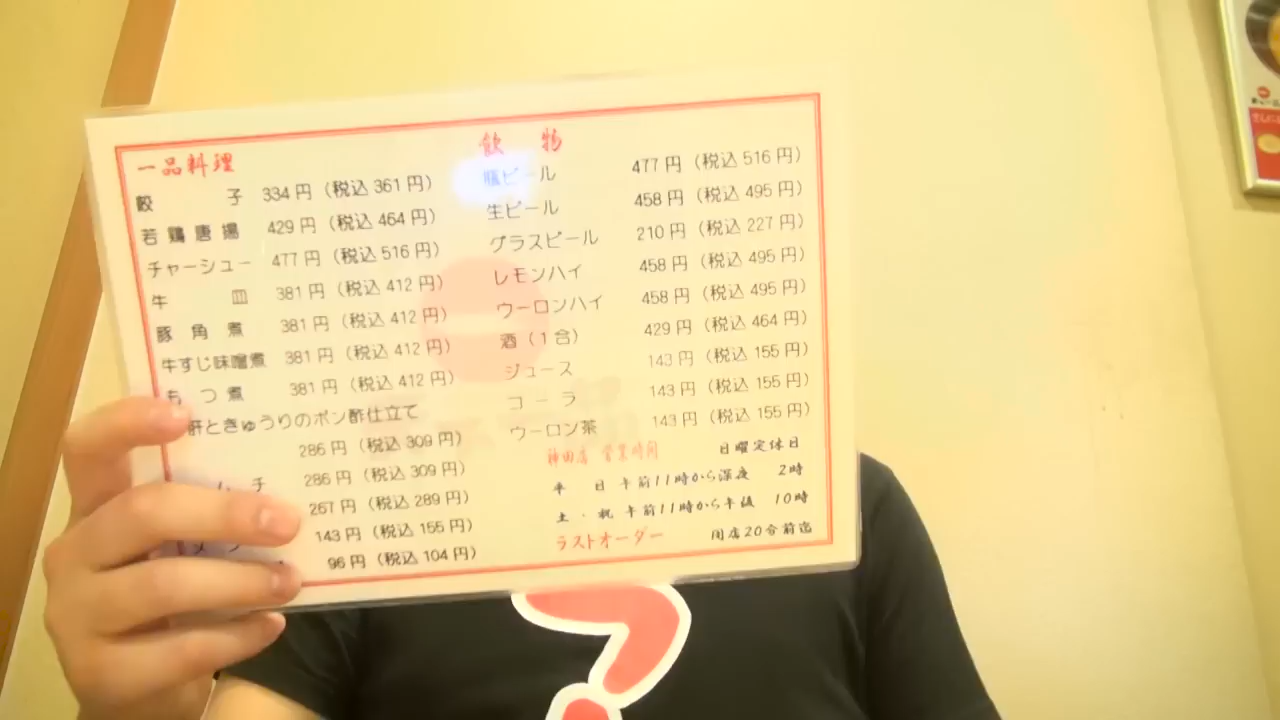 一品料理
餃子 334円(税込361円)
若鶏唐揚 429円(税込464円)
チャーシュー 477円(税込516円)
牛皿 381円(税込412円)
豚角煮 381円(税込412円)
牛すじ味噌煮 381円(税込412円)
もつ煮 381円(税込412円)
肝ときゅうりのポン酢仕立て
286円(税込309円)
ムチ 286円(税込309円)
267円(税込289円)
143円(税込155円)
96円(税込104円)
飲物
瓶ビール 477円(税込516円)
生ビール 458円(税込495円)
グラスビール 210円(税込227円)
レモンハイ 458円(税込495円)
ウーロンハイ 458円(税込495円)
酒(1合) 429円(税込464円)
ジュース 143円(税込155円)
コーラ 143円(税込155円)
ウーロン茶 143円(税込155円)
神田店 営業時間 日曜定休日
平日 午前11時から深夜 2時
土・祝 午前11時から午後 10時
ラストオーダー 閉店20分前迄